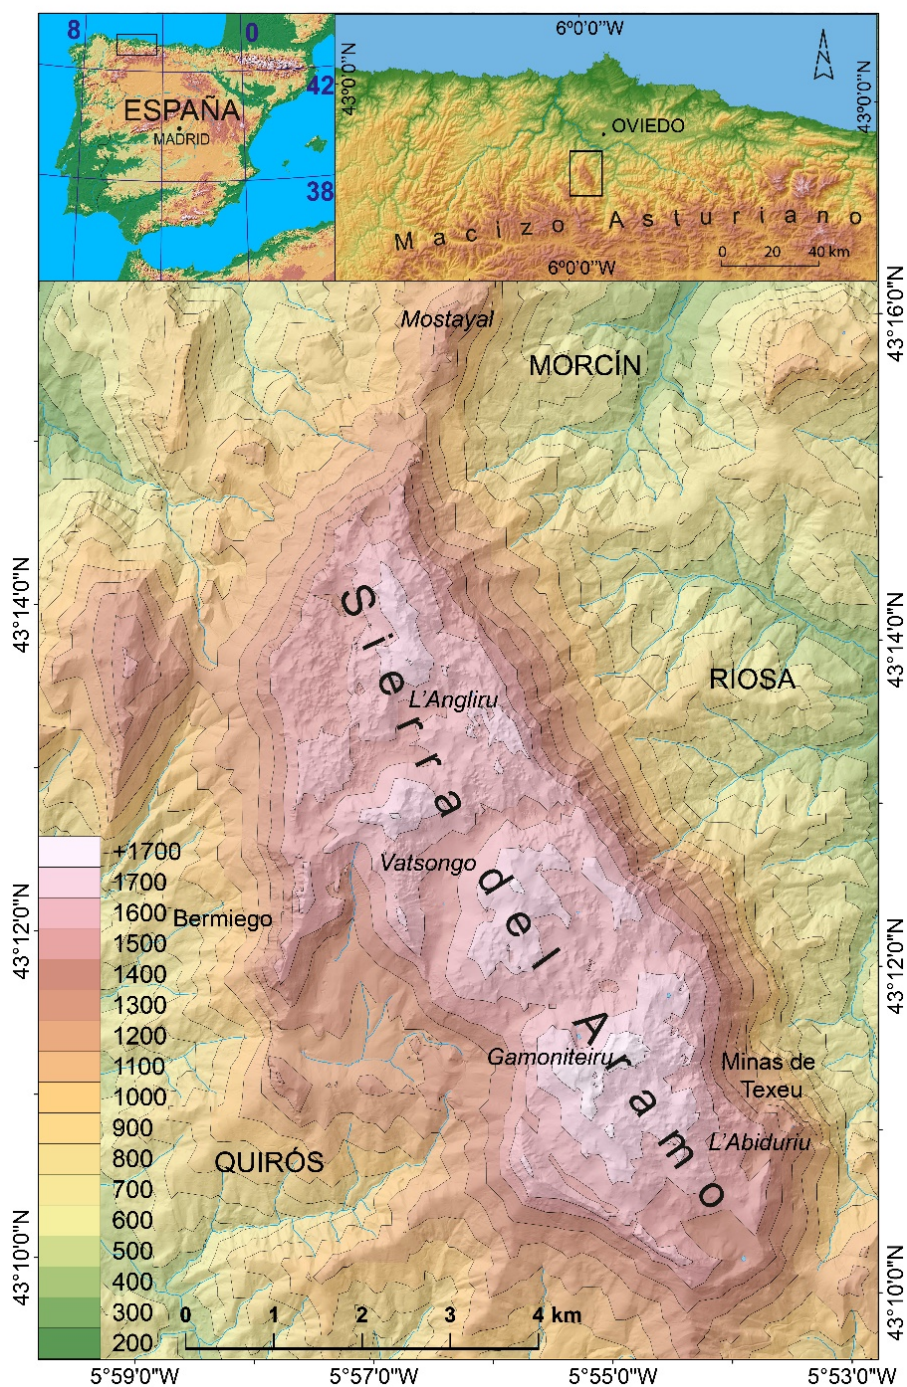 8
0
42
ESPAÑA
MADRID
38
6º0'0''W
43º0'0''N
43º0'0''N
OVIEDO
Macizo Asturiano
0 20 40 km
6º0'0''W
Mostayal
MORCÍN
43°16'0"N
43°14'0"N
43°14'0"N
RIOSA
L'Angliru
Sierra del Aramo
Vatsongo
Bermiego
43°12'0"N
43°12'0"N
Gamoniteiru
Minas de
Texeu
L'Abiduriu
QUIRÓS
+1700
1700
1600
1500
1400
1300
1200
1100
1000
900
800
700
600
500
400
300
200
43°10'0"N
43°10'0"N
0 1 2 3 4 km
5°59'0"W 5°57'0"W 5°55'0"W 5°53'0"W